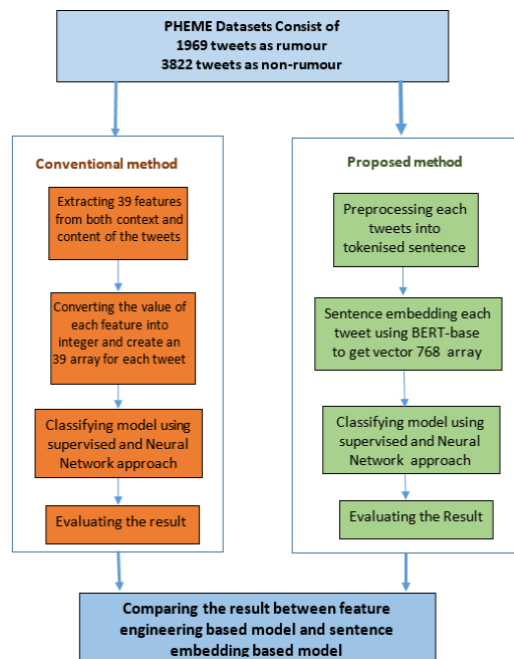 PHEME Datasets Consist of
1969 tweets as rumour
3822 tweets as non-rumour
Conventional method
Extracting 39 features
from both context and
content of the tweets
Converting the value of
each feature into
integer and create an
39 array for each tweet
Classifying model using
supervised and Neural
Network approach
Evaluating the result
Proposed method
Preprocessing each
tweets into
tokenised sentence
Sentence embedding each
tweet using BERT-base
to get vector 768 array
Classifying model using
supervised and Neural
Network approach
Evaluating the Result
Comparing the result between feature
engineering based model and sentence
embedding based model